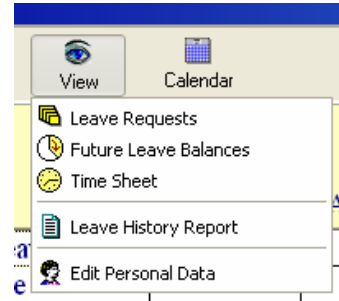 View Calendar
Leave Requests
Future Leave Balances
Time Sheet
Leave History Report
Edit Personal Data